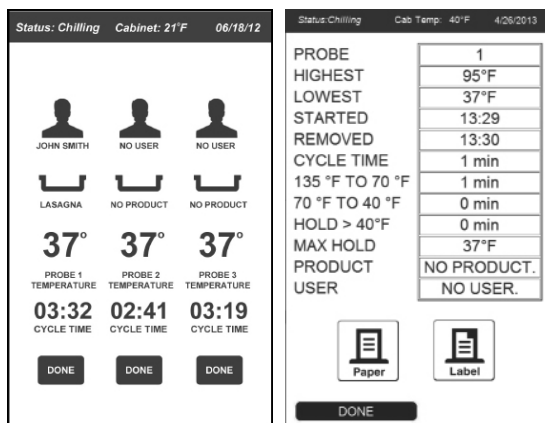 Status: Chilling Cabinet: 21°F 06/18/12
JOHN SMITH NO USER NO USER
LASAGNA NO PRODUCT NO PRODUCT
37° 37° 37°
PROBE 1 PROBE 2 PROBE 3
TEMPERATURE TEMPERATURE TEMPERATURE
03:32 02:41 03:19
CYCLE TIME CYCLE TIME CYCLE TIME
DONE DONE DONE
Status:Chilling Cab Temp: 40°F 4/26/2013
PROBE 1
HIGHEST 95°F
LOWEST 37°F
STARTED 13:29
REMOVED 13:30
CYCLE TIME 1 min
135 °F TO 70 °F 1 min
70 °F TO 40 °F 0 min
HOLD > 40°F 0 min
MAX HOLD 37°F
PRODUCT NO PRODUCT.
USER NO USER.
Paper Label
DONE